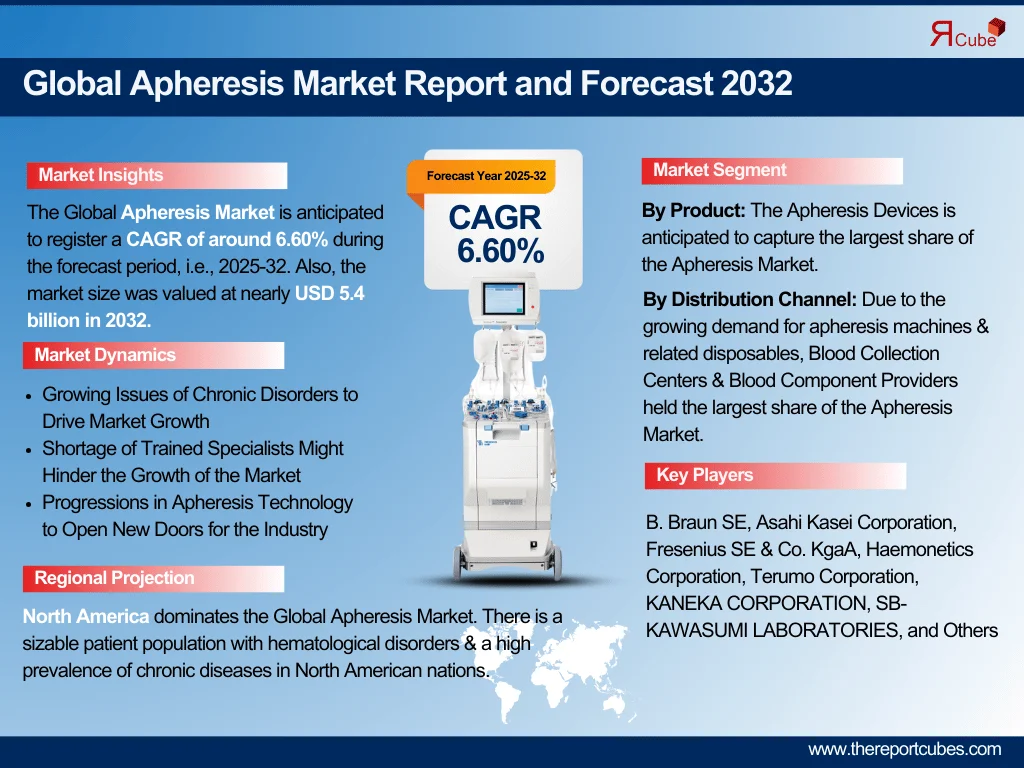 ЯCube
Global Apheresis Market Report and Forecast 2032
Market Insights
The Global Apheresis Market is anticipated
to register a CAGR of around 6.60% during
the forecast period, i.e., 2025-32. Also, the
market size was valued at nearly USD 5.4
billion in 2032.
Market Dynamics
• Growing Issues of Chronic Disorders to
Drive Market Growth
• Shortage of Trained Specialists Might
Hinder the Growth of the Market
• Progressions in Apheresis Technology
to Open New Doors for the Industry
Regional Projection
North America dominates the Global Apheresis Market. There is a
sizable patient population with hematological disorders & a high
prevalence of chronic diseases in North American nations.
Forecast Year 2025-32
CAGR
6.60%
Market Segment
By Product: The Apheresis Devices is
anticipated to capture the largest share of
the Apheresis Market.
By Distribution Channel: Due to the
growing demand for apheresis machines &
related disposables, Blood Collection
Centers & Blood Component Providers
held the largest share of the Apheresis
Market.
Key Players
B. Braun SE, Asahi Kasei Corporation,
Fresenius SE & Co. KgaA, Haemonetics
Corporation, Terumo Corporation,
KANEKA CORPORATION, SB-
KAWASUMI LABORATORIES, and Others
www.thereportcubes.com